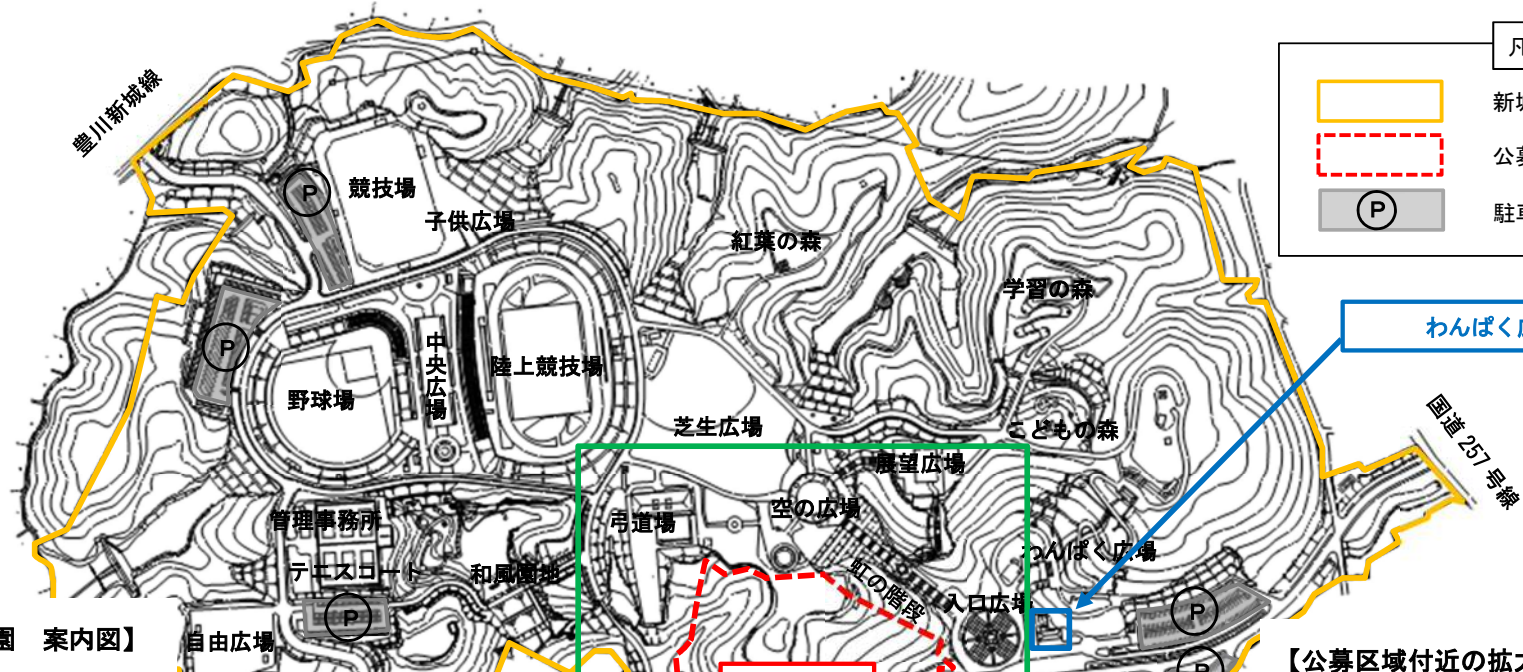 凡
豊川新城線
新城
公募
P
競技場
P
駐車
子供広場
紅葉の森
学習の森
わんぱく広
P
中央広場
陸上競技場
野球場
芝生広場
こどもの森
国道257号線
展望広場
管理事務所
弓道場
空の広場
わんぱく広場
テニスコート
和風園地
虹の階段
入口広場
P
P
園 案内図】
自由広場
P
【公募区域付近の拡大